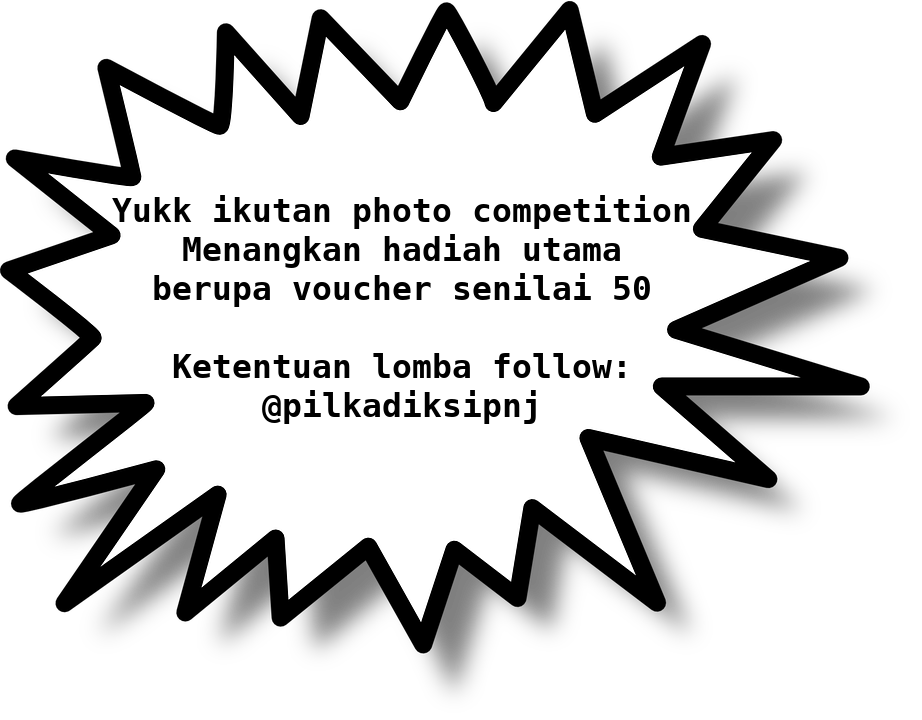 Yukk ikutan photo competition
Menangkan hadiah utama
berupa voucher senilai 50
Ketentuan lomba follow:
@pilkadiksipnj